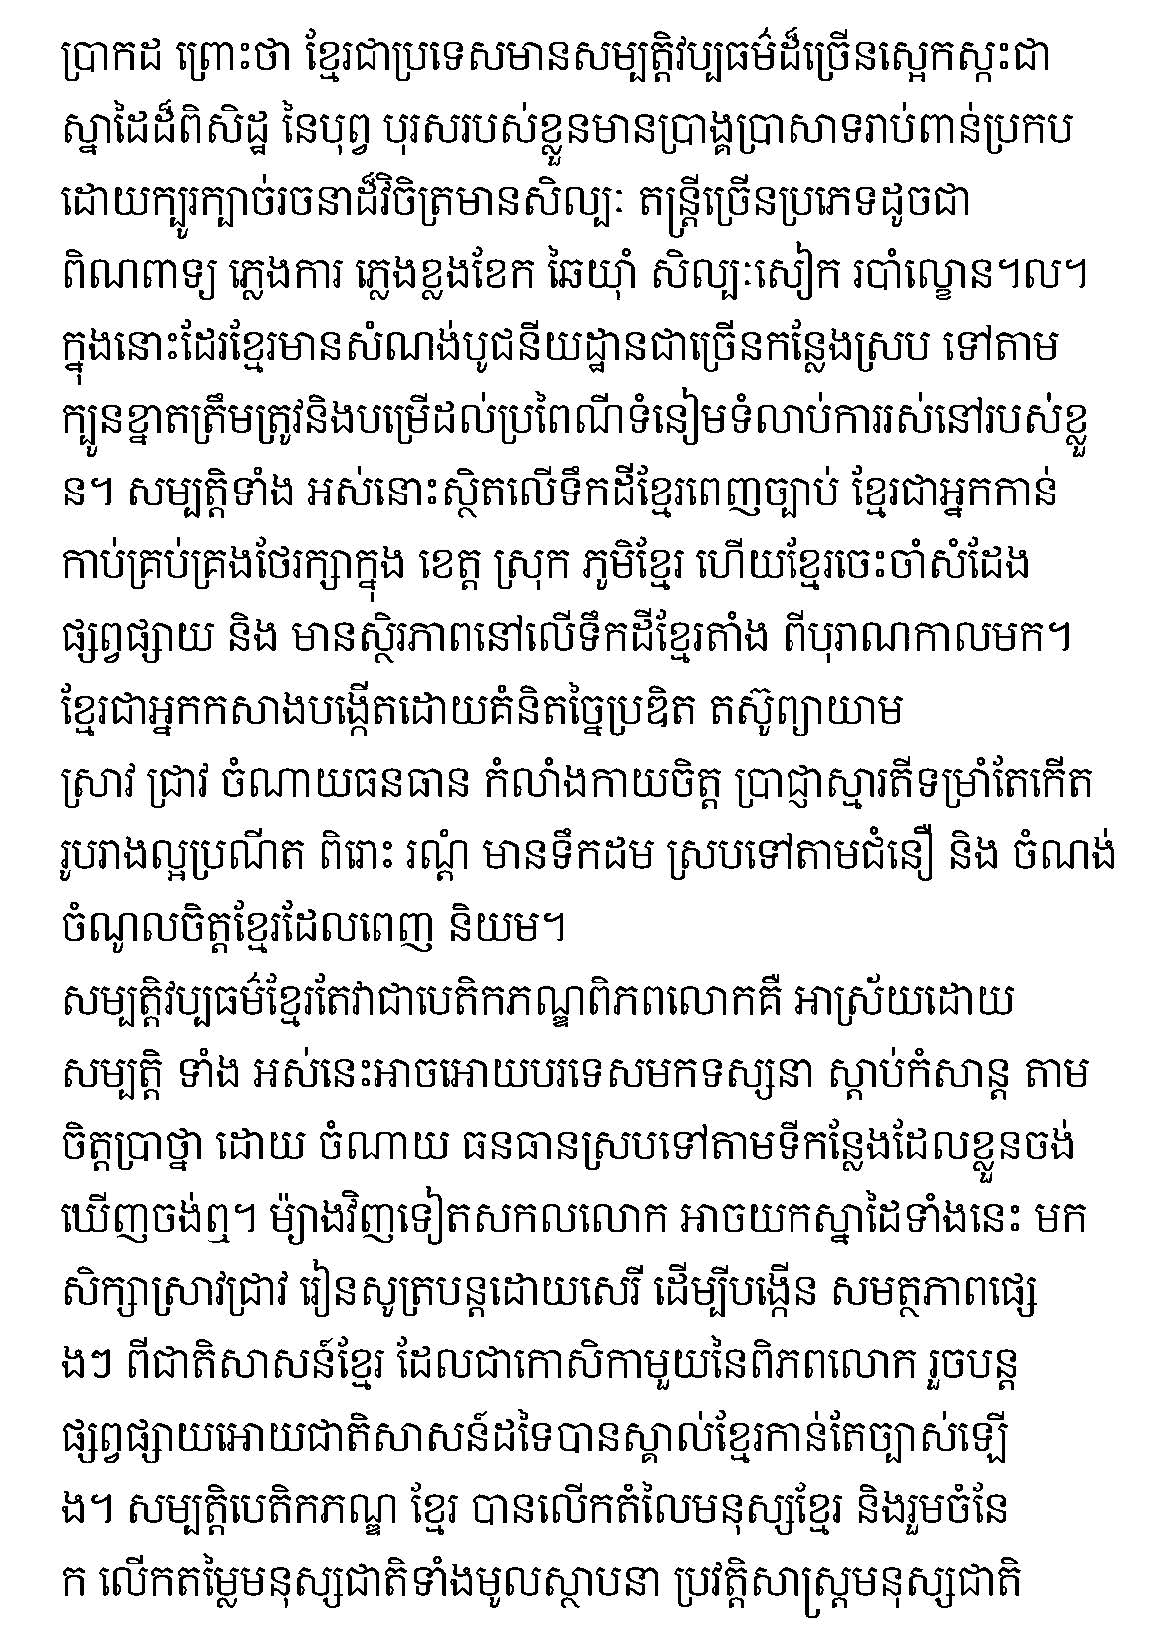 ប្រាកដ ព្រោះថា ខ្មែរជាប្រទេសមានសម្បត្តិវប្បធម៌ដ៏ច្រើនស្អេកស្កះជា
ស្នាដៃដ៏ពិសិដ្ឋ នៃបុព្វ បុរសរបស់ខ្លួនមានប្រាង្គប្រាសាទរាប់ពាន់ប្រកប
ដោយក្បូរក្បាច់រចនាដ៏វិចិត្រមានសិល្បៈ តន្ត្រីច្រើនប្រភេទដូចជា
ពិណពាទ្យ ភ្លេងការ ភ្លេងខ្លងខែក ឆៃយ៉ាំ សិល្បៈសៀក របាំល្ខោន។ល។
ក្នុងនោះដែរខ្មែរមានសំណង់បូជនីយដ្ឋានជាច្រើនកន្លែងស្រប ទៅតាម
ក្បូនខ្នាតត្រឹមត្រូវនិងបម្រើដល់ប្រពៃណីទំនៀមទំលាប់ការរស់នៅរបស់ខ្លួ
ន។ សម្បត្តិទាំង អស់នោះស្ថិតលើទឹកដីខ្មែរពេញច្បាប់ ខ្មែរជាអ្នកកាន់
កាប់គ្រប់គ្រងថែរក្សាក្នុង ខេត្ត ស្រុក ភូមិខ្មែរ ហើយខ្មែរចេះចាំសំដែង
ផ្សព្វផ្សាយ និង មានស្ថិរភាពនៅលើទឹកដីខ្មែរតាំង ពីបុរាណកាលមក។
ខ្មែរជាអ្នកកសាងបង្កើតដោយគំនិតច្នៃប្រឌិត តស៊ូព្យាយាម
ស្រាវ ជ្រាវ ចំណាយធនធាន កំលាំងកាយចិត្ត ប្រាជ្ញាស្មារតីទម្រាំតែកើត
រូបរាងល្អប្រណីត ពិរោះ រណ្តំ មានទឹកដម ស្របទៅតាមជំនឿ និង ចំណង់
ចំណូលចិត្តខ្មែរដែលពេញ និយម។
សម្បត្តិវប្បធម៌ខ្មែរតែវាជាបេតិកភណ្ឌពិភពលោកគឺ អាស្រ័យដោយ
សម្បត្តិ ទាំង អស់នេះអាចអោយបរទេសមកទស្សនា ស្តាប់កំសាន្ត តាម
ចិត្តប្រាថ្នា ដោយ ចំណាយ ធនធានស្របទៅតាមទីកន្លែងដែលខ្លួនចង់
ឃើញចង់ឮ។ ម៉្យាងវិញទៀតសកលលោក អាចយកស្នាដៃទាំងនេះ មក
សិក្សាស្រាវជ្រាវ រៀនសូត្របន្តដោយសេរី ដើម្បីបង្កើន សមត្ថភាពផ្សេ
ងៗ ពីជាតិសាសន៍ខ្មែរ ដែលជាកោសិកាមួយនៃពិភពលោក រួចបន្ត
ផ្សព្វផ្សាយអោយជាតិសាសន៍ដទៃបានស្គាល់ខ្មែរកាន់តែច្បាស់ឡើ
ង។ សម្បត្តិបេតិកភណ្ឌ ខ្មែរ បានលើកតំលៃមនុស្សខ្មែរ និងរួមចំនែ
ក លើកតម្លៃមនុស្សជាតិទាំងមូលស្ថាបនា ប្រវត្តិសាស្ត្រមនុស្សជាតិ